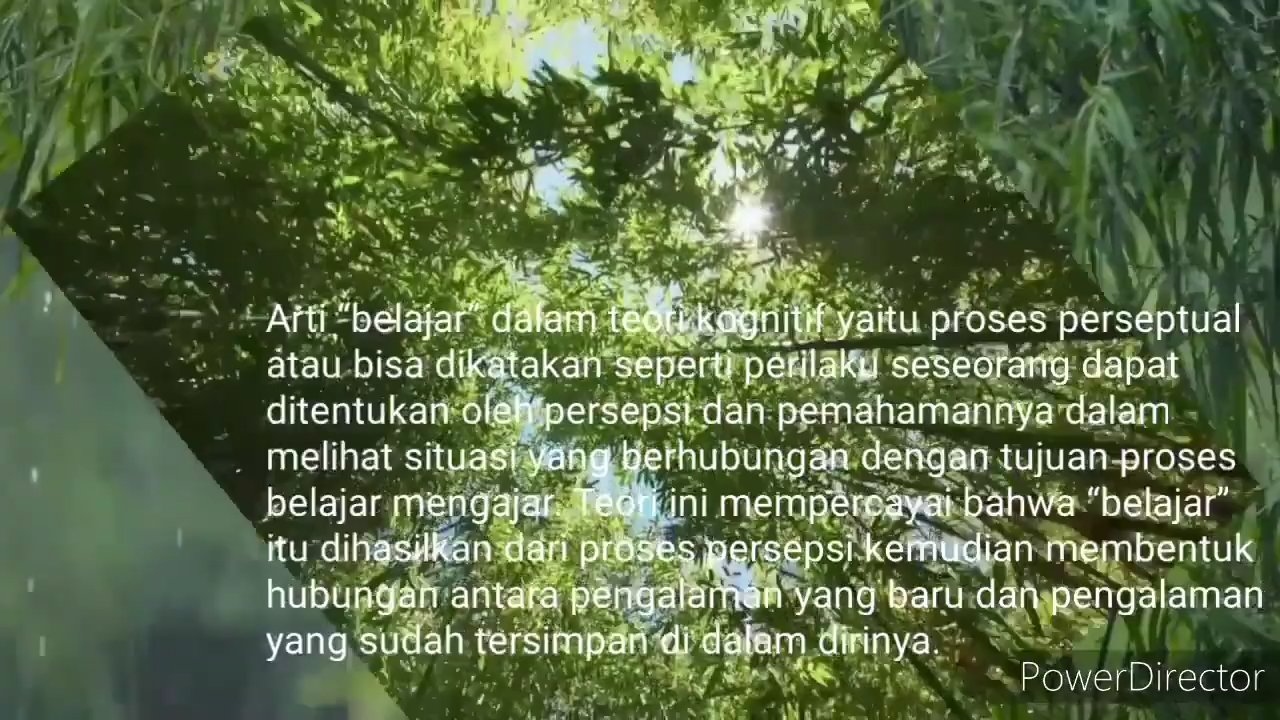 Arti “belajar” dalam teori kognitif yaitu proses perseptual
atau bisa dikatakan seperti perilaku seseorang dapat
ditentukan oleh persepsi dan pemahamannya dalam
melihat situasi yang berhubungan dengan tujuan proses
belajar mengajar. Teori ini mempercayai bahwa “belajar”
itu dihasilkan dari proses persepsi kemudian membentuk
hubungan antara pengalaman yang baru dan pengalaman
yang sudah tersimpan di dalam dirinya.
PowerDirector